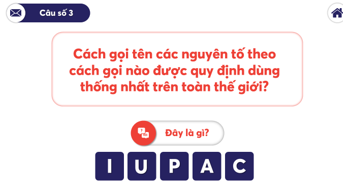 Câu số 3
Cách gọi tên các nguyên tố theo
cách gọi nào được quy định dùng
thống nhất trên toàn thế giới?
Đây là gì?
I U P A C